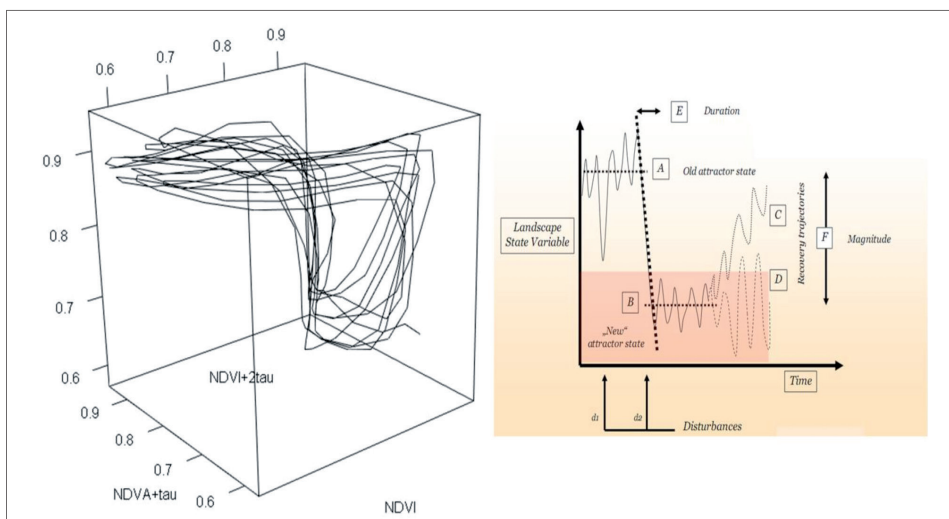 0.6
0.7
0.8
0.9
0.9
0.8
0.7
0.6
0.9
0.8
0.7
0.6
NDVI+2tau
NDVA+tau
NDVI
E
Duration
A
Old attractor state
Landscape
State Variable
C
Recovery trajectories
F
Magnitude
D
B
„New“
attractor state
Time
d1
d2
Disturbances